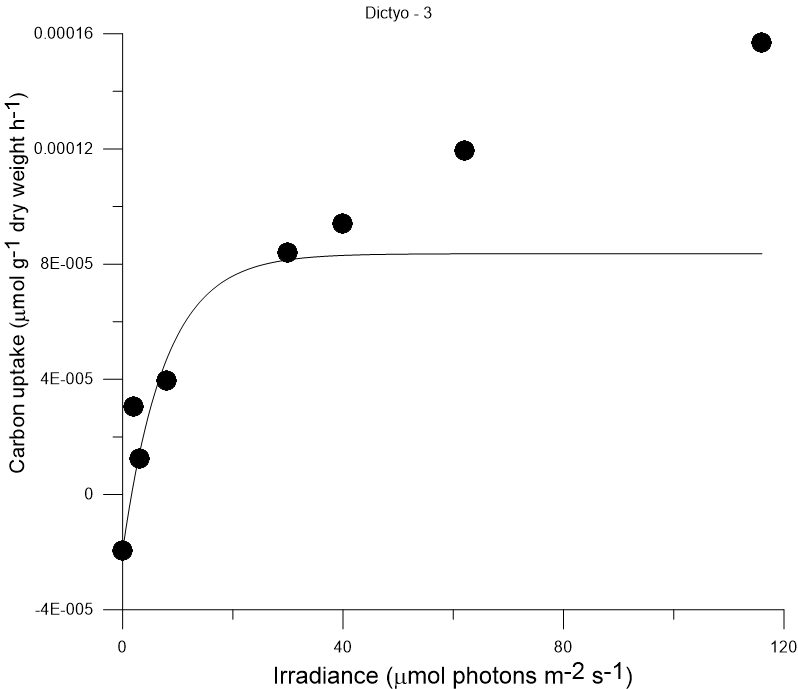 Dictyo - 3
0.00016
0.00012
8E-005
4E-005
0
-4E-005
Carbon uptake (μmol g-1 dry weight h-1)
0 40 80 120
Irradiance (μmol photons m-2 s-1)